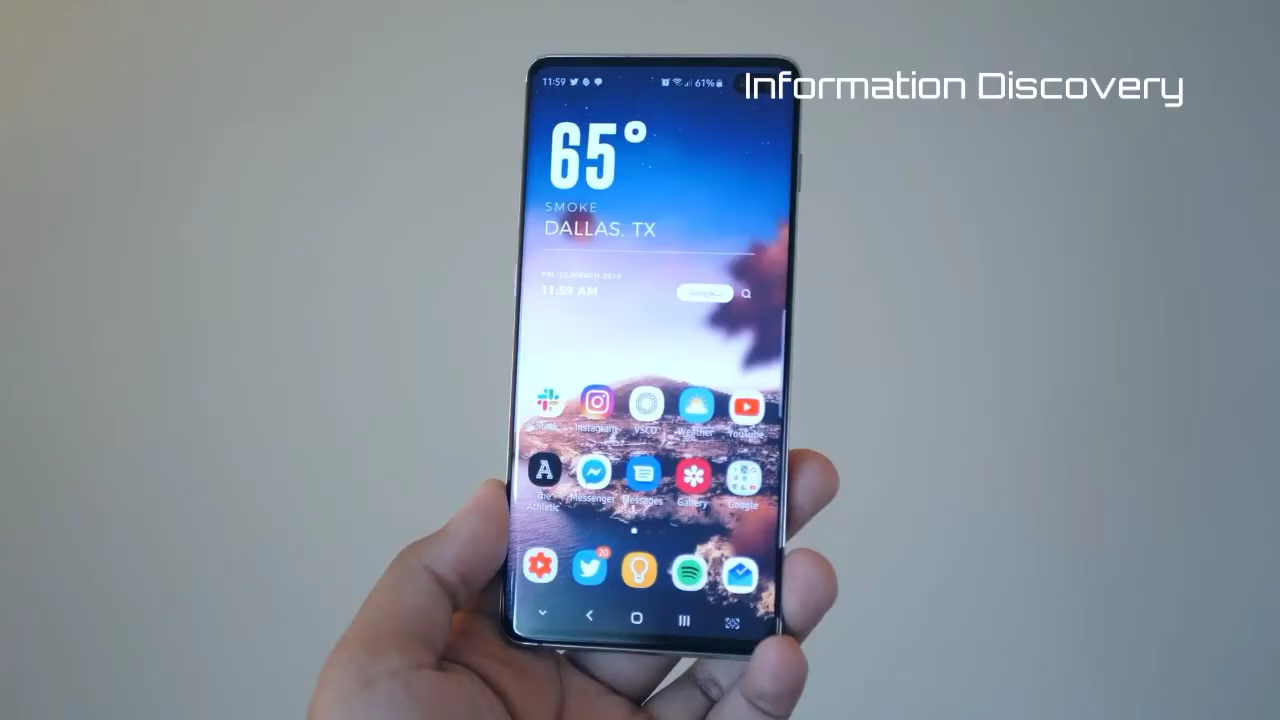 Information Discovery
11:59
61%
65°
SMOKE
DALLAS, TX
11:59 AM
Slack
Instagram
VSCO
Weather
YouTube
A
The Athletic
Messenger
Messages
Gallery
Google
20